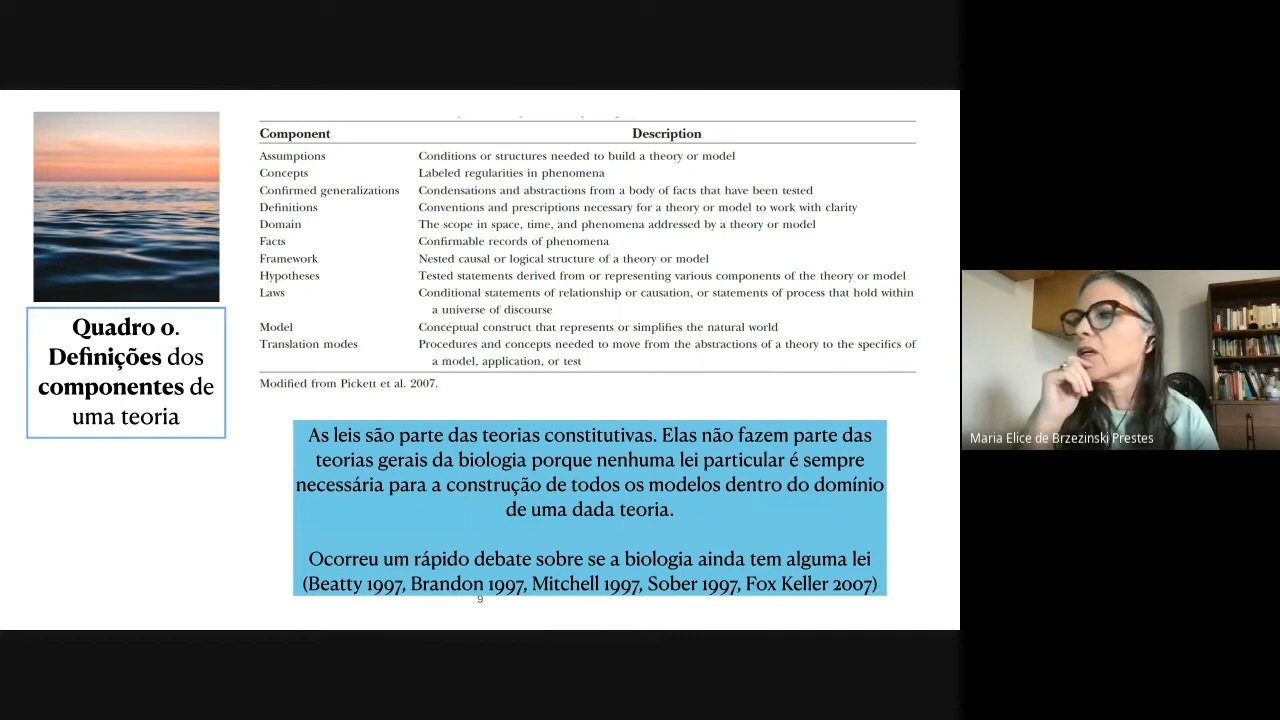 Component Description
Assumptions Conditions or structures needed to build a theory or model
Concepts Labeled regularities in phenomena
Confirmed generalizations Condensations and abstractions from a body of facts that have been tested
Definitions Conventions and prescriptions necessary for a theory or model to work with clarity
Domain The scope in space, time, and phenomena addressed by a theory or model
Facts Confirmable records of phenomena
Framework Nested causal or logical structure of a theory or model
Hypotheses Tested statements derived from or representing various components of the theory or model
Laws Conditional statements of relationship or causation, or statements of process that hold within
a universe of discourse
Model Conceptual construct that represents or simplifies the natural world
Translation modes Procedures and concepts needed to move from the abstractions of a theory to the specifics of
a model, application, or test
Modified from Pickett et al. 2007.
Quadro 0.
Definições dos
componentes de
uma teoria
As leis são parte das teorias constitutivas. Elas não fazem parte das
teorias gerais da biologia porque nenhuma lei particular é sempre
necessária para a construção de todos os modelos dentro do domínio
de uma dada teoria.
Ocorreu um rápido debate sobre se a biologia ainda tem alguma lei
(Beatty 1997, Brandon 1997, Mitchell 1997, Sober 1997, Fox Keller 2007)
9
Maria Elice de Brzezinski Prestes